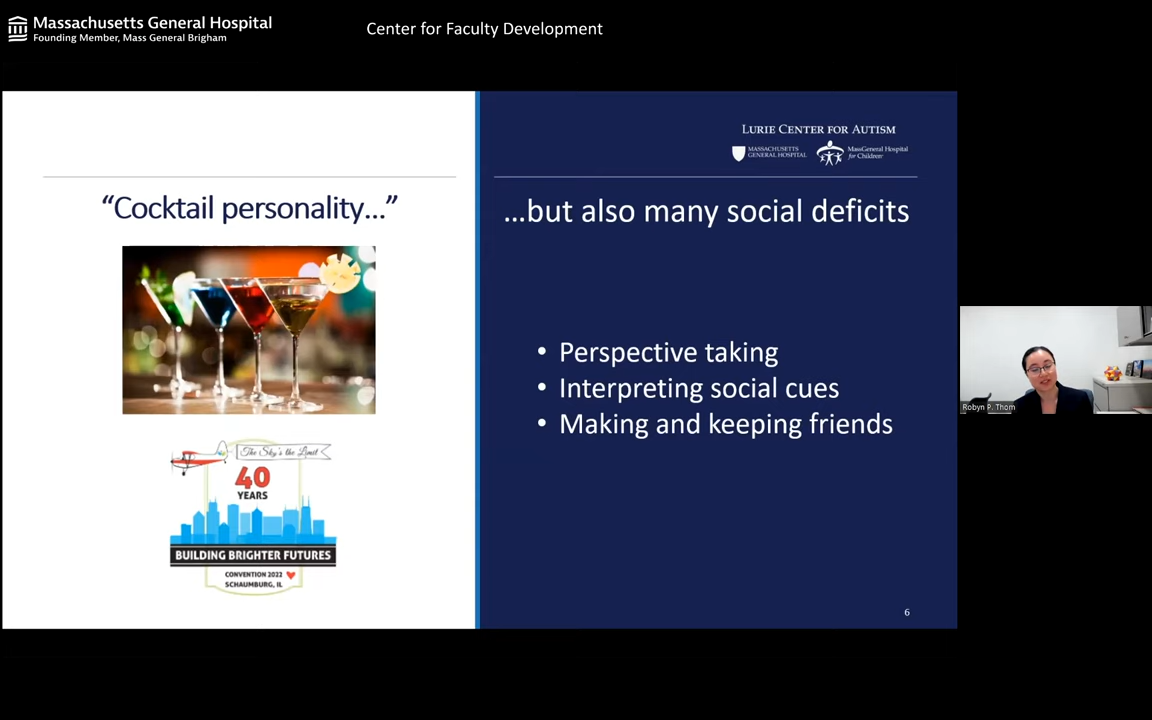 Massachusetts General Hospital
Founding Member, Mass General Brigham
Center for Faculty Development
LURIE CENTER FOR AUTISM
MASSACHUSETTS
GENERAL HOSPITAL
MassGeneral Hospital
for Children
“Cocktail personality…”
…but also many social deficits
The Sky's the Limit
40
YEARS
BUILDING BRIGHTER FUTURES
CONVENTION 2022
SCHAUMBURG, IL
• Perspective taking
• Interpreting social cues
• Making and keeping friends
6
Robyn P. Thom